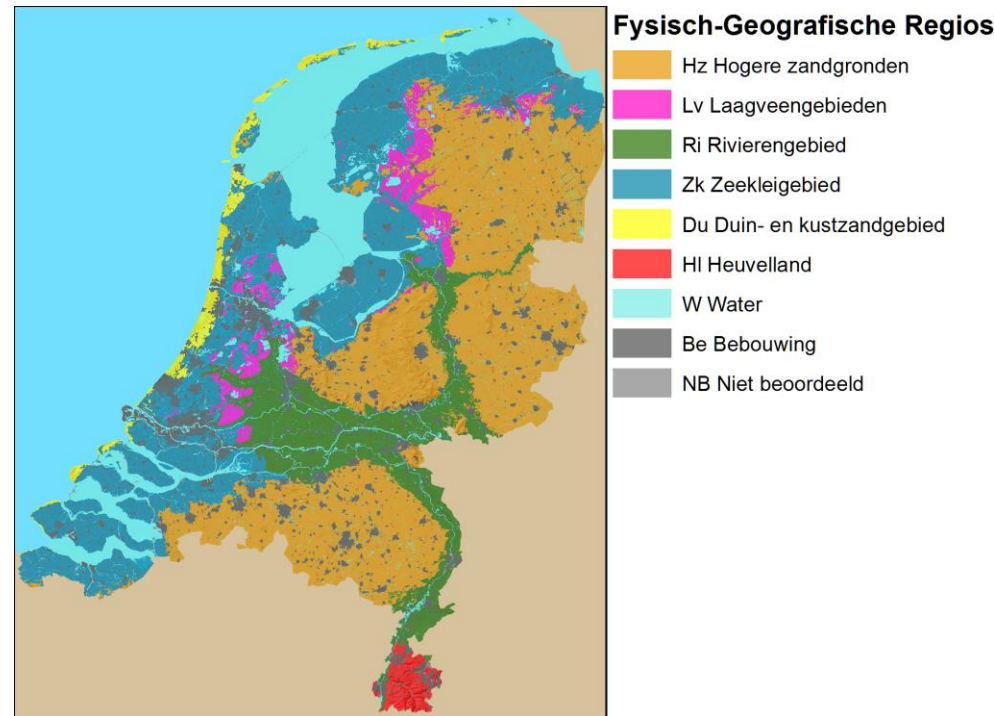 Fysisch-Geografische Regios
Hz Hogere zandgronden
Lv Laagveengebieden
Ri Rivierengebied
Zk Zeekleigebied
Du Duin- en kustzandgebied
Hl Heuvelland
W Water
Be Bebouwing
NB Niet beoordeeld